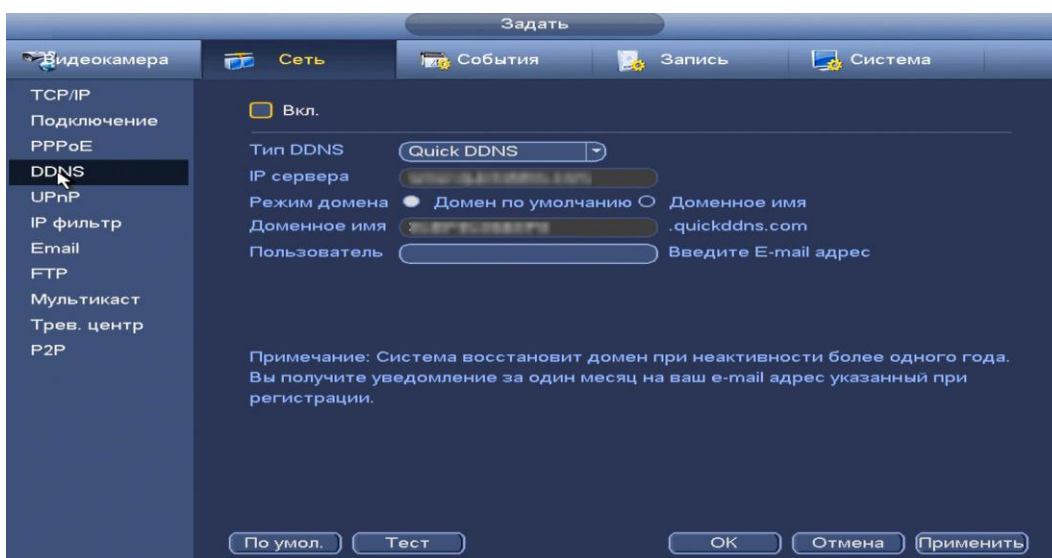 Задать
Видеокамера
Сеть
События
Запись
Система
TCP/IP
Подключение
PPPoE
DDNS
UPnP
IP фильтр
Email
FTP
Мультикаст
Трев. центр
P2P
Вкл.
Тип DDNS Quick DDNS
IP сервера
Режим домена Домен по умолчанию Доменное имя
Доменное имя .quickddns.com
Пользователь Введите E-mail адрес
Примечание: Система восстановит домен при неактивности более одного года.
Вы получите уведомление за один месяц на ваш e-mail адрес указанный при
регистрации.
По умол. Тест ОК Отмена Применить